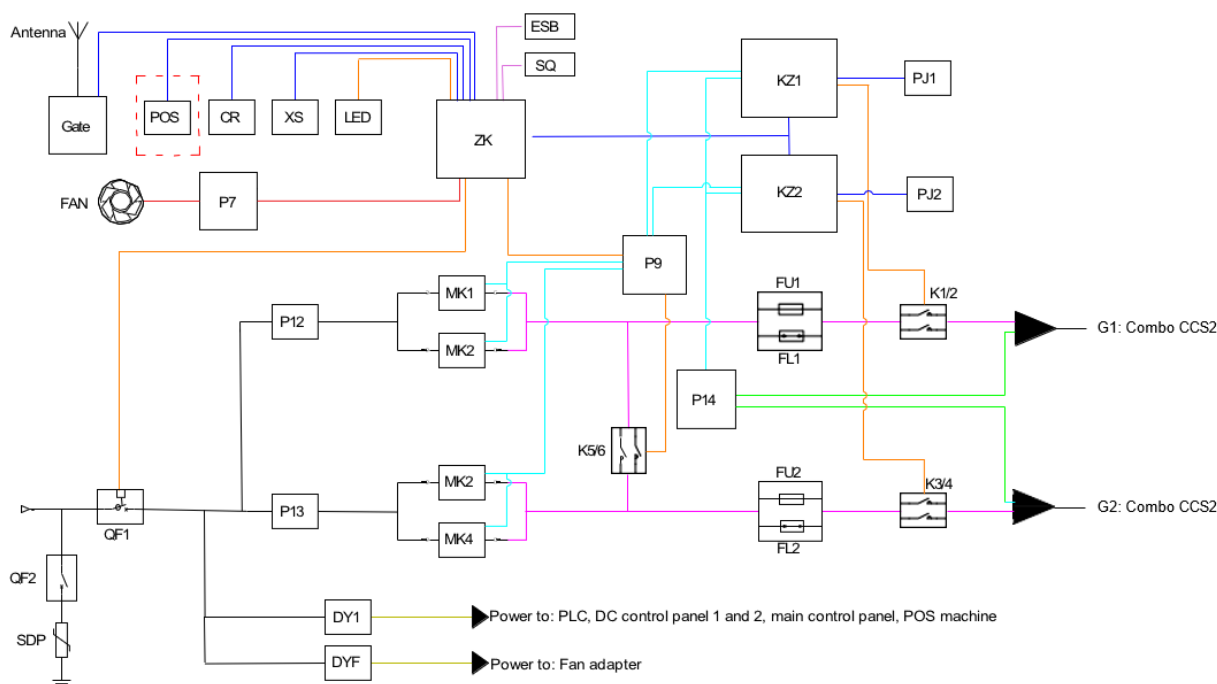 Antenna
ESB
SQ
Gate
POS
CR
XS
LED
ZK
KZ1
PJ1
KZ2
PJ2
FAN
P7
P9
MK1
P12
MK2
FU1
FL1
K1/2
G1: Combo CCS2
P14
K5/6
MK2
P13
MK4
FU2
FL2
K3/4
G2: Combo CCS2
QF1
QF2
SDP
DY1
Power to: PLC, DC control panel 1 and 2, main control panel, POS machine
DYF
Power to: Fan adapter